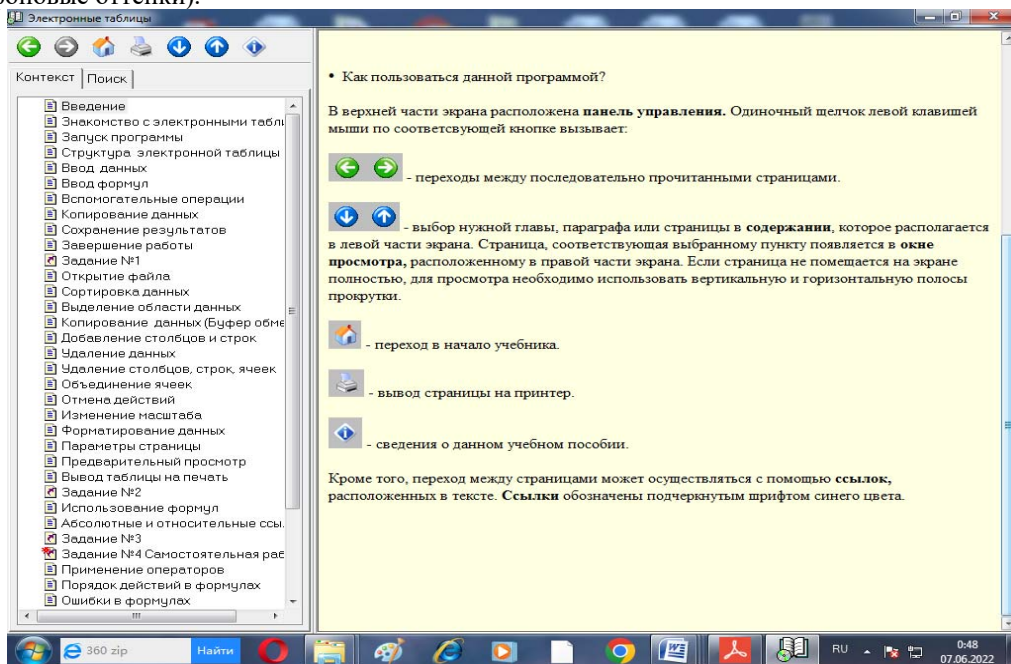 зоновые оттенки).
Электронные таблицы
Контекст Поиск
Введение
Знакомство с электронными табли
Запуск программы
Структура электронной таблицы
Ввод данных
Ввод формул
Вспомогательные операции
Копирование данных
Сохранение результатов
Завершение работы
Задание №1
Открытие файла
Сортировка данных
Выделение области данных
Копирование данных (Буфер обме
Добавление столбцов и строк
Удаление данных
Удаление столбцов, строк, ячеек
Объединение ячеек
Отмена действий
Изменение масштаба
Форматирование данных
Параметры страницы
Предварительный просмотр
Вывод таблицы на печать
Задание №2
Использование формул
Абсолютные и относительные ссы.
Задание №3
Задание №4 Самостоятельная раб
Применение операторов
Порядок действий в формулах
Ошибки в формулах
• Как пользоваться данной программой?
В верхней части экрана расположена панель управления. Одиночный щелчок левой клавишей
мыши по соответсвующей кнопке вызывает:
- переходы между последовательно прочитанными страницами.
- выбор нужной главы, параграфа или страницы в содержании, которое располагается
в левой части экрана. Страница, соответствующая выбранному пункту появляется в окне
просмотра, расположенному в правой части экрана. Если страница не помещается на экране
полностью, для просмотра необходимо использовать вертикальную и горизонтальную полосы
прокрутки.
- переход в начало учебника.
- вывод страницы на принтер.
- сведения о данном учебном пособии.
Кроме того, переход между страницами может осуществляться с помощью ссылок,
расположенных в тексте. Ссылки обозначены подчеркнутым шрифтом синего цвета.
360 zip Найти RU 0:48
07.06.2022